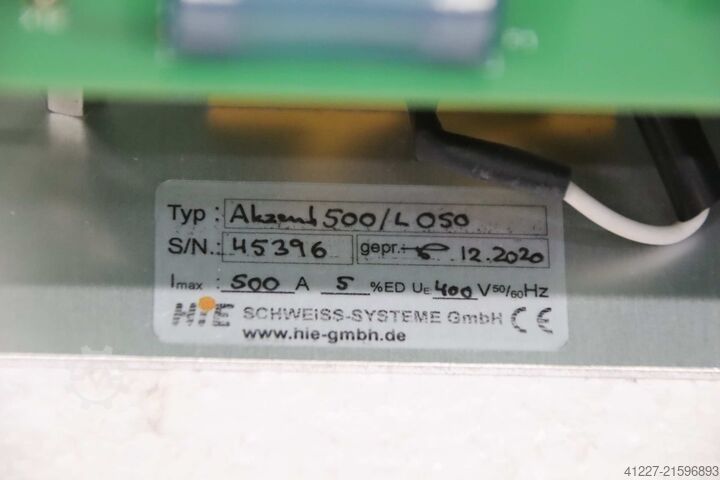 Typ : Akzent 500/L 050
S/N.: 45396 gepr. 12.2020
Imax : 500 A 5 %ED UE 400 V 50/60 Hz
HIE SCHWEISS-SYSTEME GmbH CE
www.hie-gmbh.de
41227-21596893